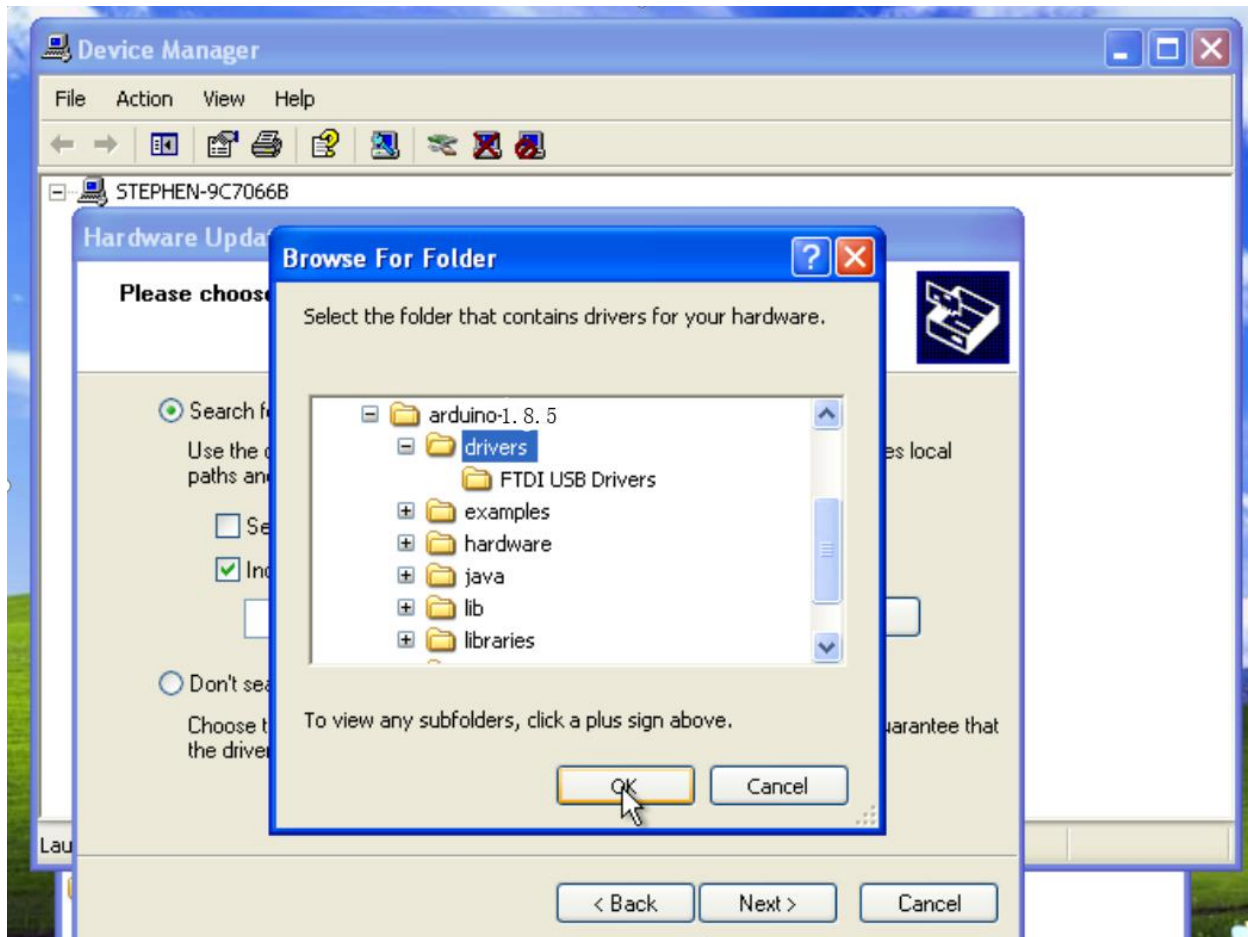 Device Manager
File Action View Help
STEPHEN-9C7066B
Hardware Upda
Browse For Folder
Please choose
Select the folder that contains drivers for your hardware.
Search f
arduino-1.8.5
drivers
Use the
es local
paths an
FTDI USB Drivers
examples
Se
hardware
java
lib
libraries
Don't sea
To view any subfolders, click a plus sign above.
Choose t
uarantee that
the driver
OK Cancel
Lau
< Back Next > Cancel